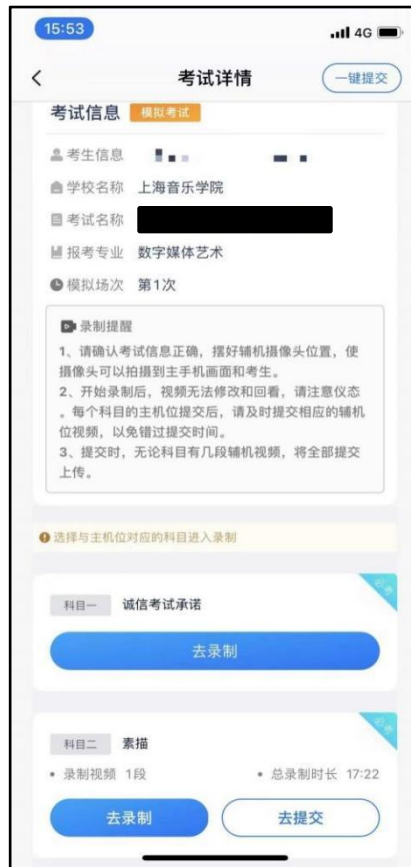 15:53 4G
考试详情 一键提交
考试信息 模拟考试
考生信息
学校名称 上海音乐学院
考试名称
报考专业 数字媒体艺术
模拟场次 第1次
录制提醒
1、请确认考试信息正确，摆好辅机摄像头位置，使
摄像头可以拍摄到主手机画面和考生。
2、开始录制后，视频无法修改和回看，请注意仪态
。每个科目的主机位提交后，请及时提交相应的辅机
位视频，以免错过提交时间。
3、提交时，无论科目有几段辅机视频，将全部提交
上传。
选择与主机位对应的科目进入录制
必考
科目一 诚信考试承诺
去录制
必考
科目二 素描
• 录制视频 1段 • 总录制时长 17:22
去录制 去提交